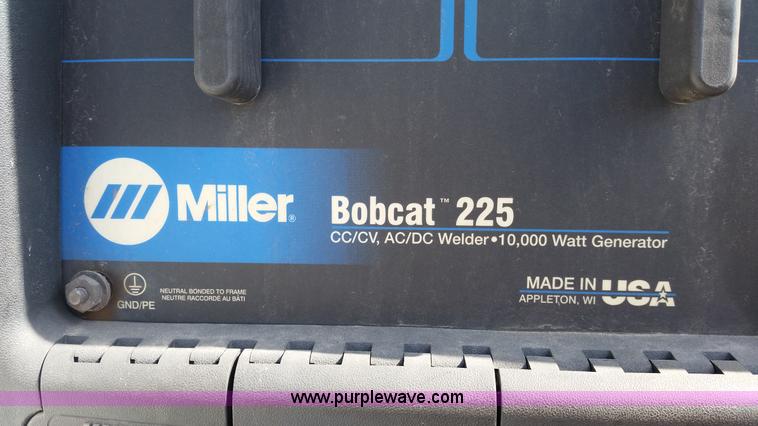 Miller®
Bobcat™ 225
CC/CV, AC/DC Welder•10,000 Watt Generator
GND/PE
NEUTRAL BONDED TO FRAME
NEUTRE RACCORDÉ AU BÂTI
MADE IN USA
APPLETON, WI
www.purplewave.com